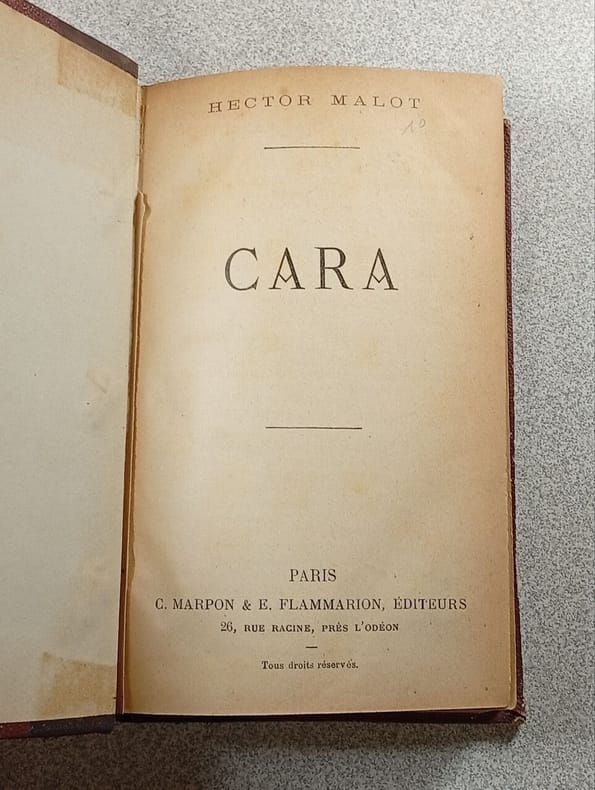 HECTOR MALOT
10
CARA
PARIS
C. MARPON & E. FLAMMARION, ÉDITEURS
26, RUE RACINE, PRÈS L'ODÉON
Tous droits réservés.